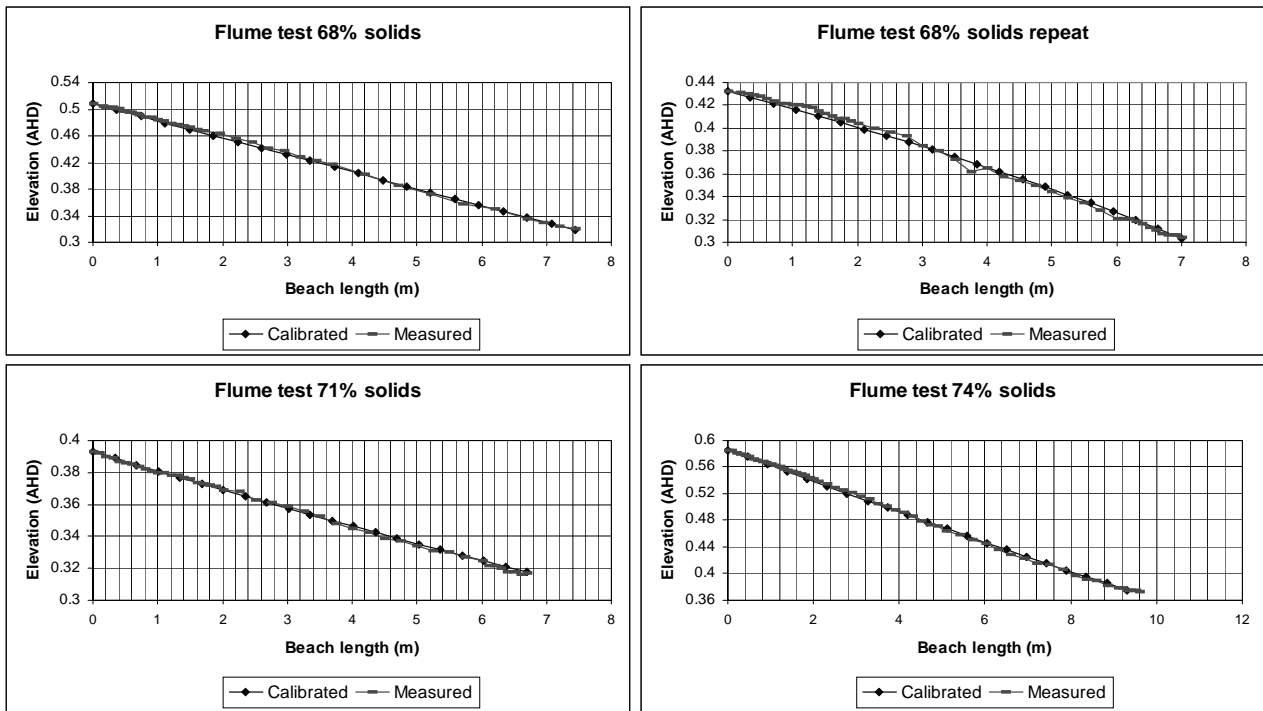 Flume test 68% solids
Elevation (AHD)
0.54
0.5
0.46
0.42
0.38
0.34
0.3
0 1 2 3 4 5 6 7 8
Beach length (m)
Calibrated Measured
Flume test 68% solids repeat
Elevation (AHD)
0.44
0.42
0.4
0.38
0.36
0.34
0.32
0.3
0 1 2 3 4 5 6 7 8
Beach length (m)
Calibrated Measured
Flume test 71% solids
Elevation (AHD)
0.4
0.38
0.36
0.34
0.32
0.3
0 1 2 3 4 5 6 7 8
Beach length (m)
Calibrated Measured
Flume test 74% solids
Elevation (AHD)
0.6
0.56
0.52
0.48
0.44
0.4
0.36
0 2 4 6 8 10 12
Beach length (m)
Calibrated Measured